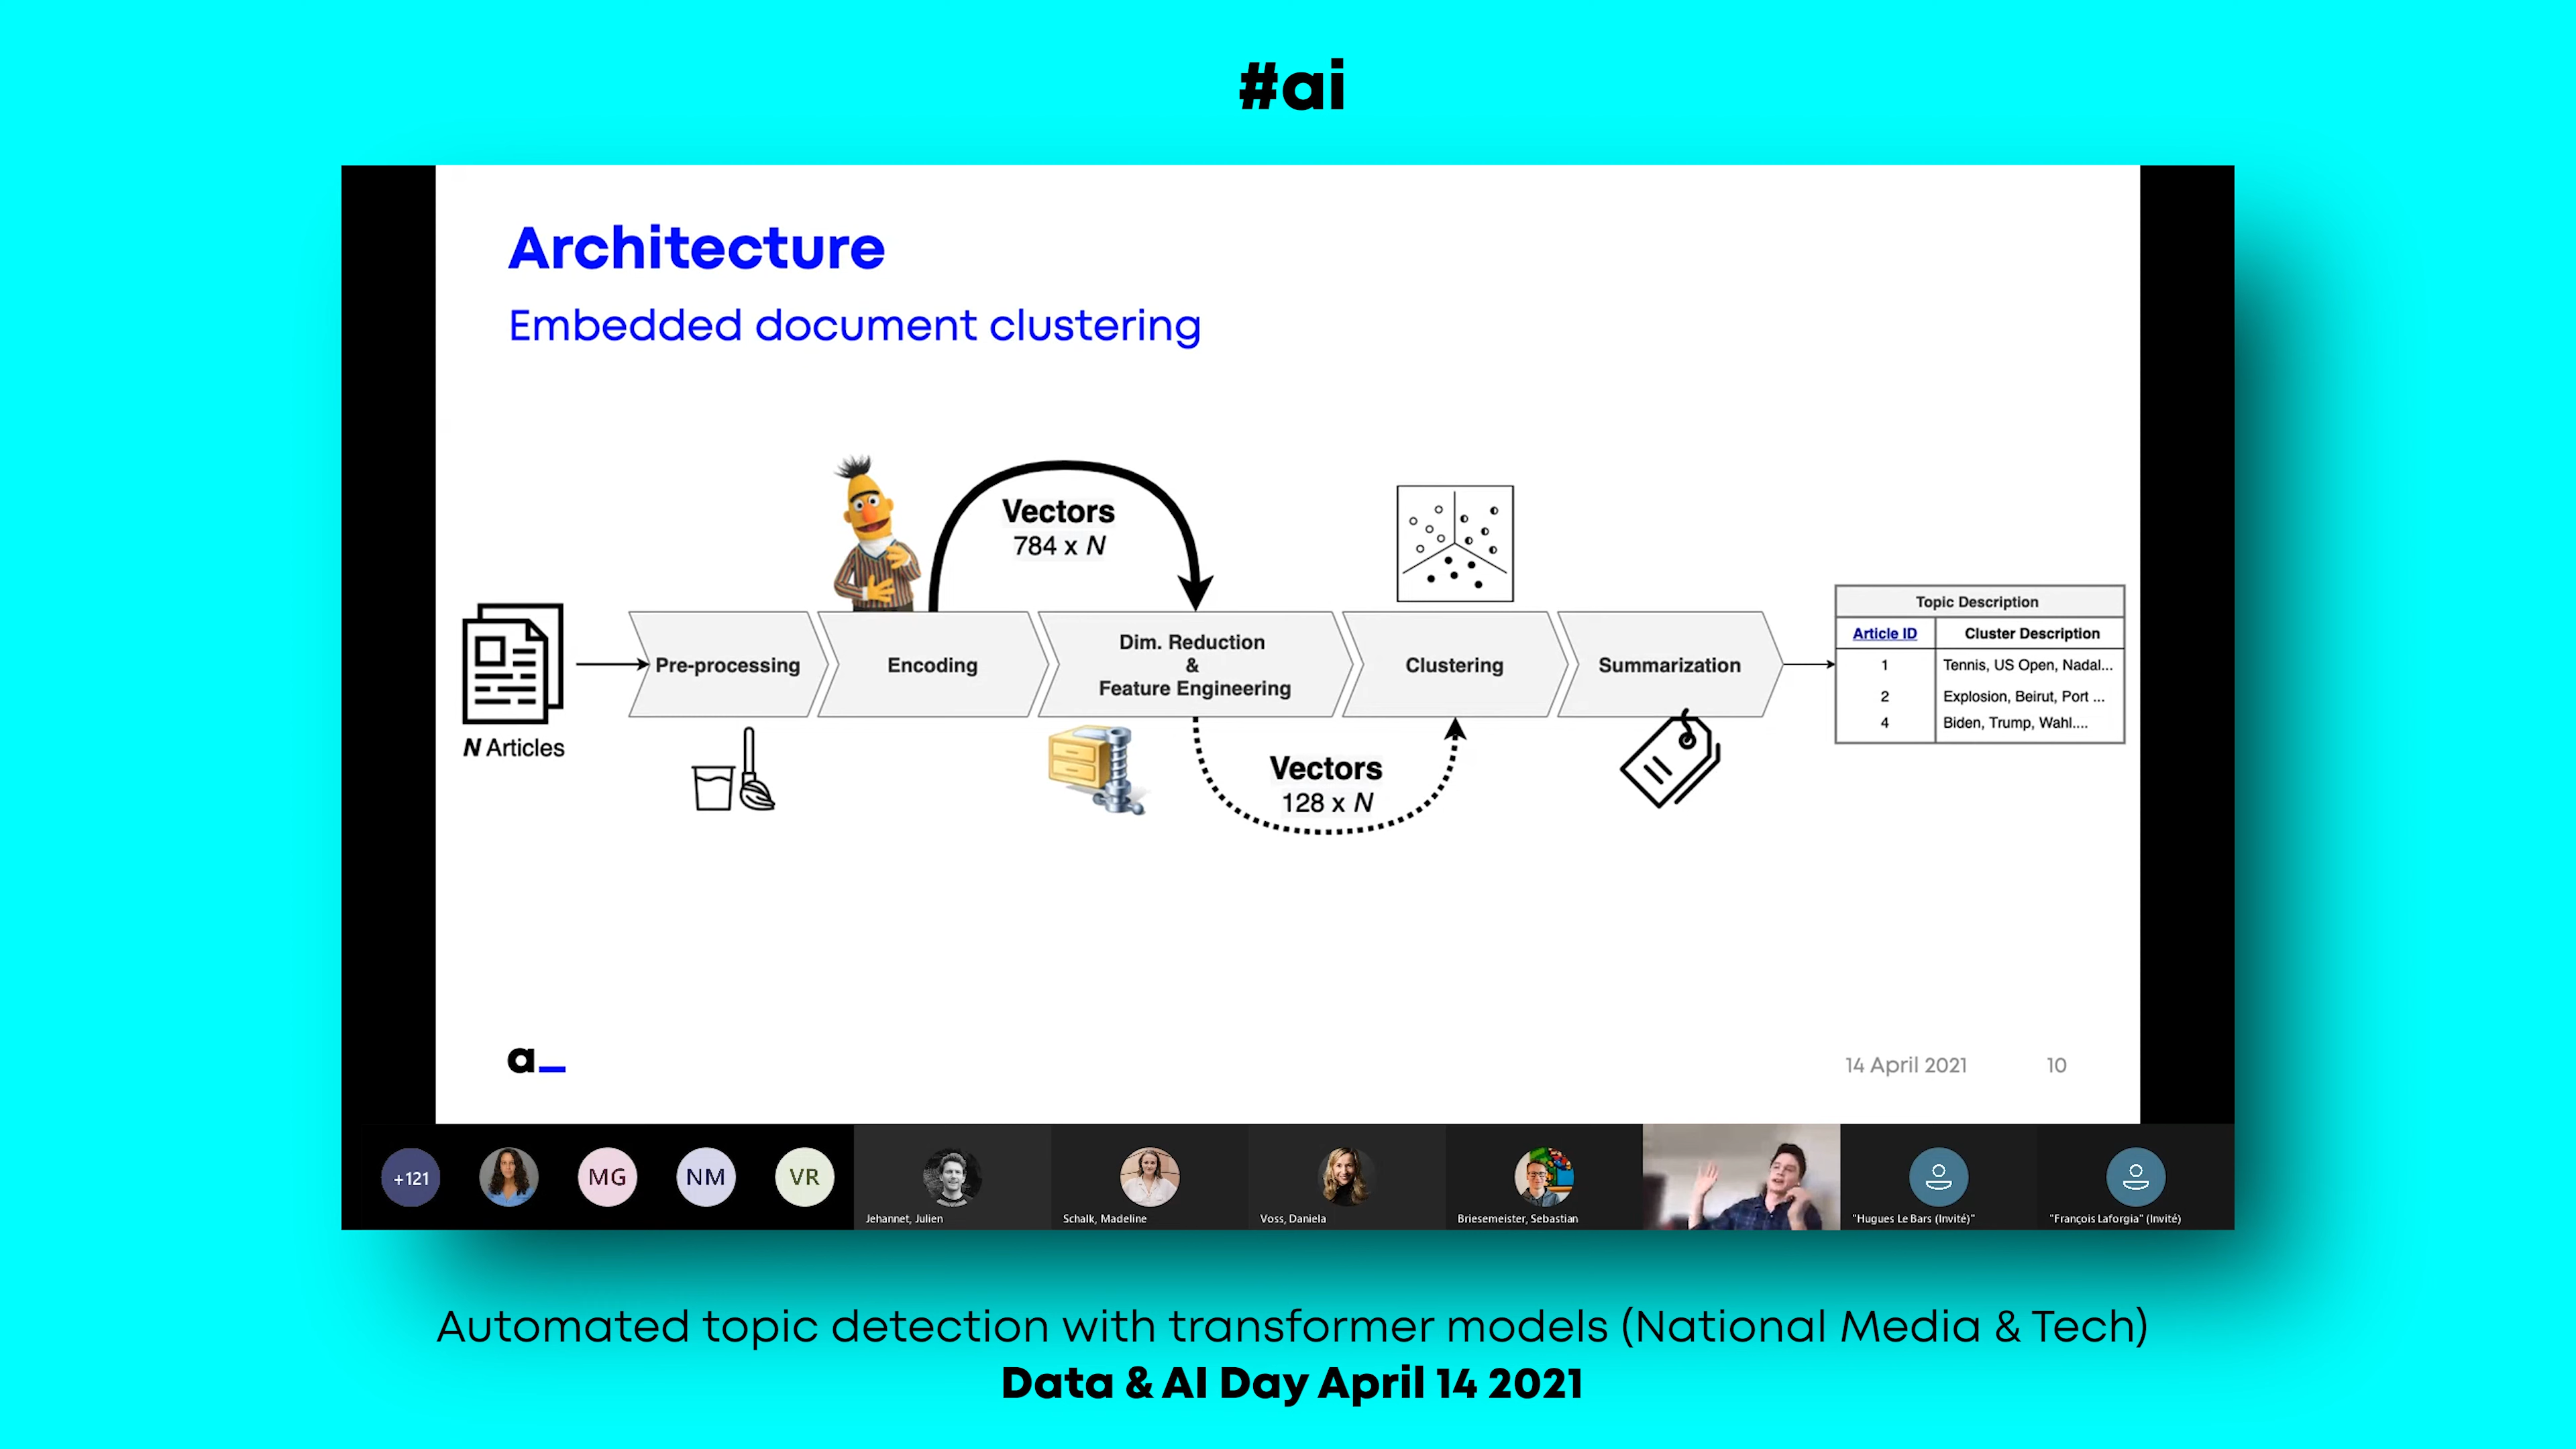 #ai
Architecture
Embedded document clustering
Vectors
784 x N
N Articles
Pre-processing
Encoding
Dim. Reduction
&
Feature Engineering
Clustering
Summarization
Vectors
128 x N
Topic Description
Article ID Cluster Description
1 Tennis, US Open, Nadal...
2 Explosion, Beirut, Port ...
4 Biden, Trump, Wahl....
a_
14 April 2021 10
+121
MG
NM
VR
Jehannet, Julien
Schalk, Madeline
Voss, Daniela
Briesemeister, Sebastian
"Hugues Le Bars (Invité)"
"François Laforgia" (Invité)
Automated topic detection with transformer models (National Media & Tech)
Data & AI Day April 14 2021